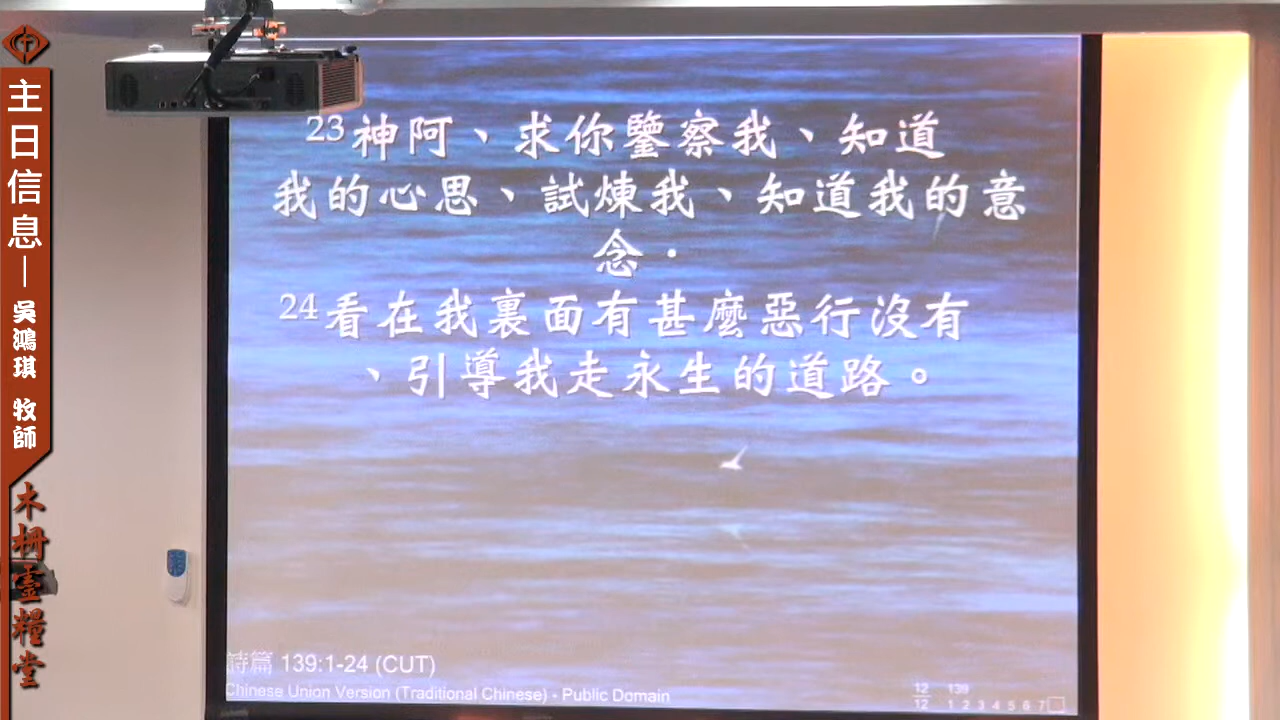 主日信息—吳鴻琪 牧師
木柵靈糧堂
23神阿、求你鑒察我、知道
我的心思、試煉我、知道我的意
念．
24看在我裏面有甚麼惡行沒有
、引導我走永生的道路。
詩篇 139:1-24 (CUT)
Chinese Union Version (Traditional Chinese) - Public Domain
12 139
12 1 2 3 4 5 6 7